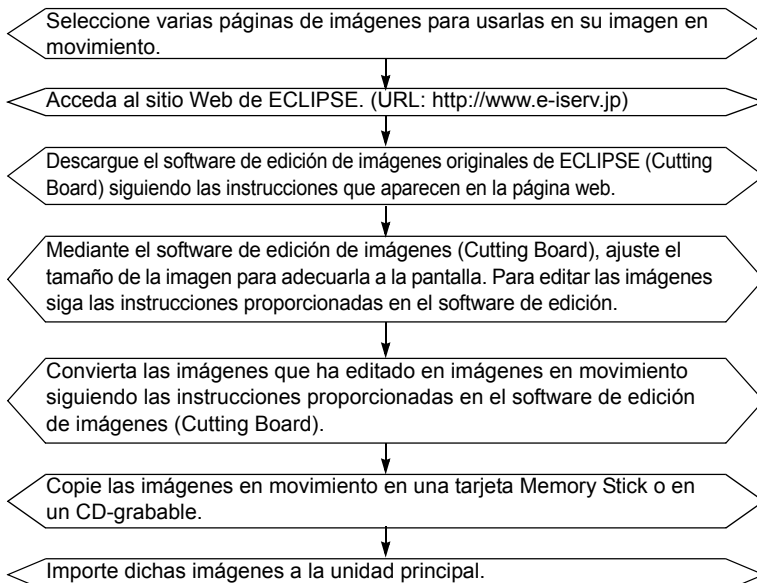 Seleccione varias páginas de imágenes para usarlas en su imagen en
movimiento.
Acceda al sitio Web de ECLIPSE. (URL: http://www.e-iserv.jp)
Descargue el software de edición de imágenes originales de ECLIPSE (Cutting
Board) siguiendo las instrucciones que aparecen en la página web.
Mediante el software de edición de imágenes (Cutting Board), ajuste el
tamaño de la imagen para adecuarla a la pantalla. Para editar las imágenes
siga las instrucciones proporcionadas en el software de edición.
Convierta las imágenes que ha editado en imágenes en movimiento
siguiendo las instrucciones proporcionadas en el software de edición
de imágenes (Cutting Board).
Copie las imágenes en movimiento en una tarjeta Memory Stick o en
un CD-grabable.
Importe dichas imágenes a la unidad principal.